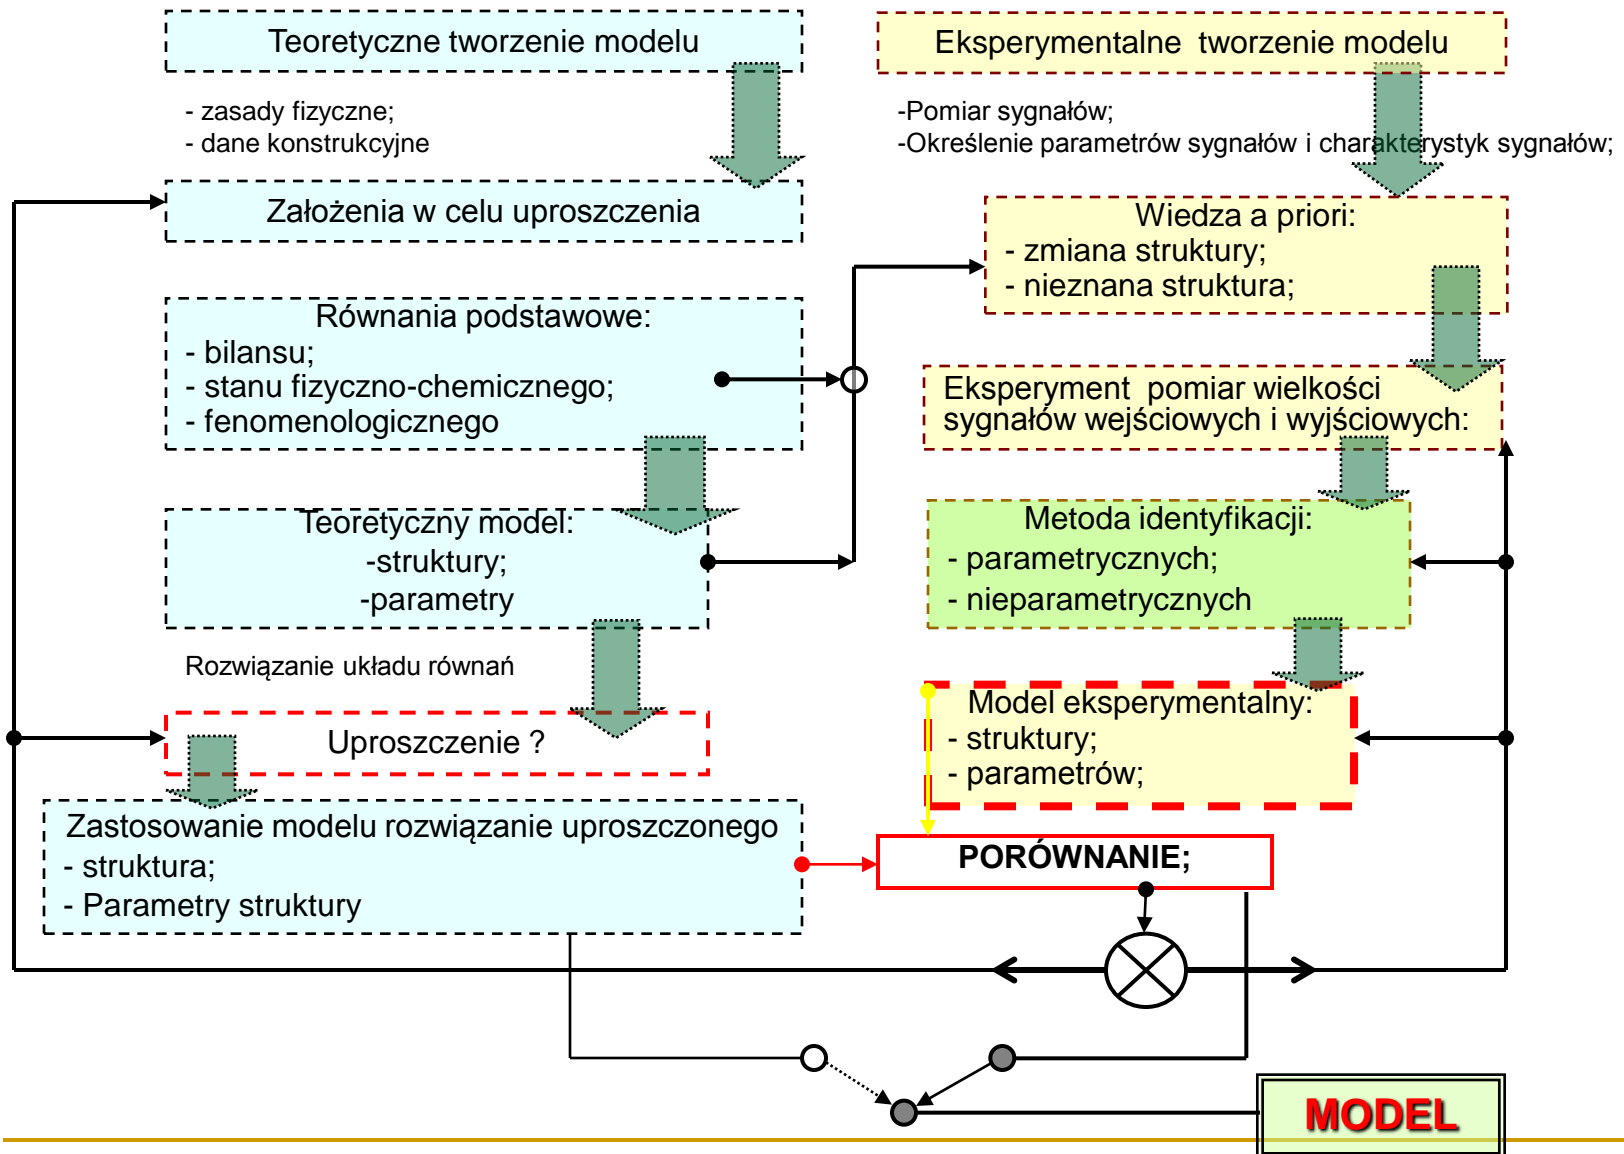 Teoretyczne tworzenie modelu
- zasady fizyczne;
- dane konstrukcyjne
Założenia w celu uproszczenia
Równania podstawowe:
- bilansu;
- stanu fizyczno-chemicznego;
- fenomenologicznego
Teoretyczny model:
-struktury;
-parametry
Rozwiązanie układu równań
Uproszczenie ?
Zastosowanie modelu rozwiązanie uproszczonego
- struktura;
- Parametry struktury
Eksperymentalne tworzenie modelu
-Pomiar sygnałów;
-Określenie parametrów sygnałów i charakterystyk sygnałów;
Wiedza a priori:
- zmiana struktury;
- nieznana struktura;
Eksperyment pomiar wielkości
sygnałów wejściowych i wyjściowych:
Metoda identyfikacji:
- parametrycznych;
- nieparametrycznych
Model eksperymentalny:
- struktury;
- parametrów;
PORÓWNANIE;
MODEL